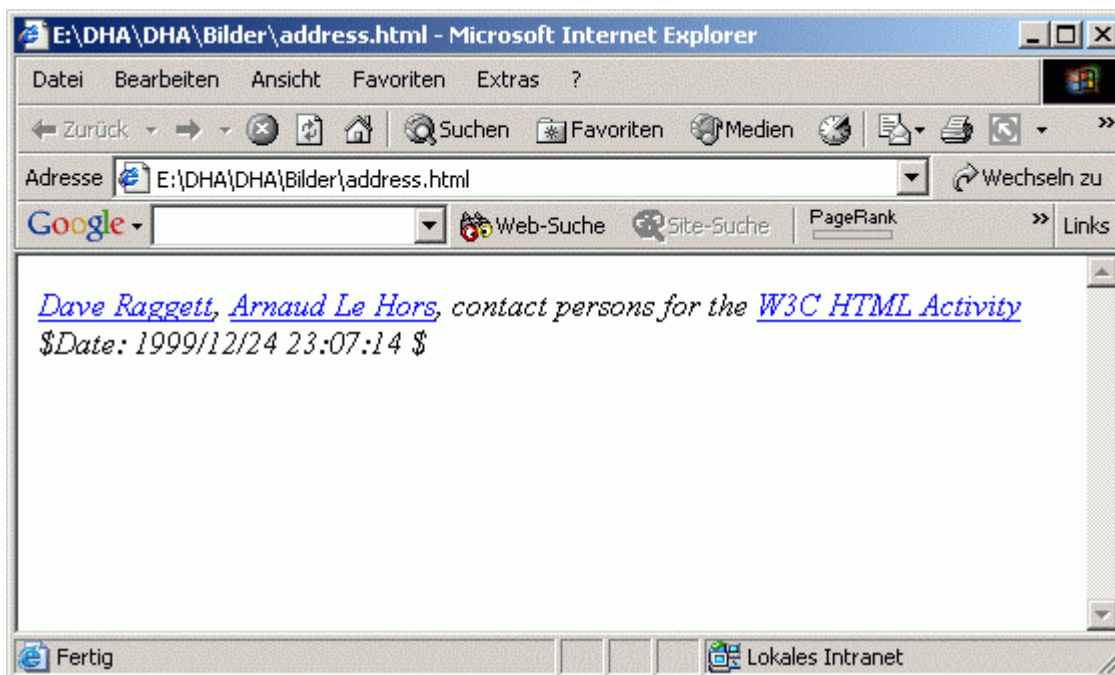 E:\DHA\DHA\Bilder\address.html - Microsoft Internet Explorer
Datei Bearbeiten Ansicht Favoriten Extras ?
Zurück Suchen Favoriten Medien »
Adresse E:\DHA\DHA\Bilder\address.html Wechseln zu
Google Web-Suche Site-Suche PageRank » Links
Dave Raggett, Arnaud Le Hors, contact persons for the W3C HTML Activity
$Date: 1999/12/24 23:07:14 $
Fertig Lokales Intranet